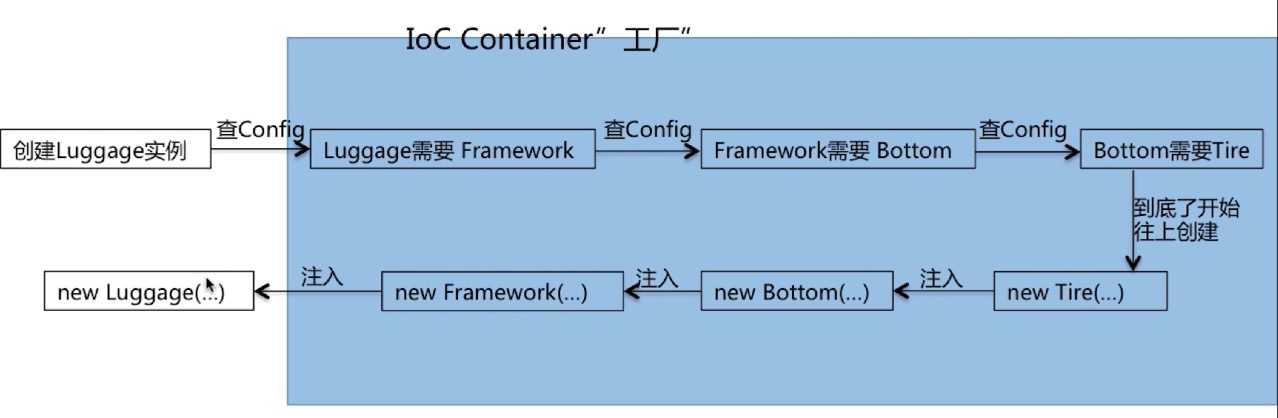 IoC Container” 工厂”
查Config
查Config
查Config
创建Luggage实例
Luggage需要 Framework
Framework需要 Bottom
Bottom需要Tire
到底了开始
往上创建
注入
注入
注入
new Luggage(...)
new Framework(...)
new Bottom(...)
new Tire(...)